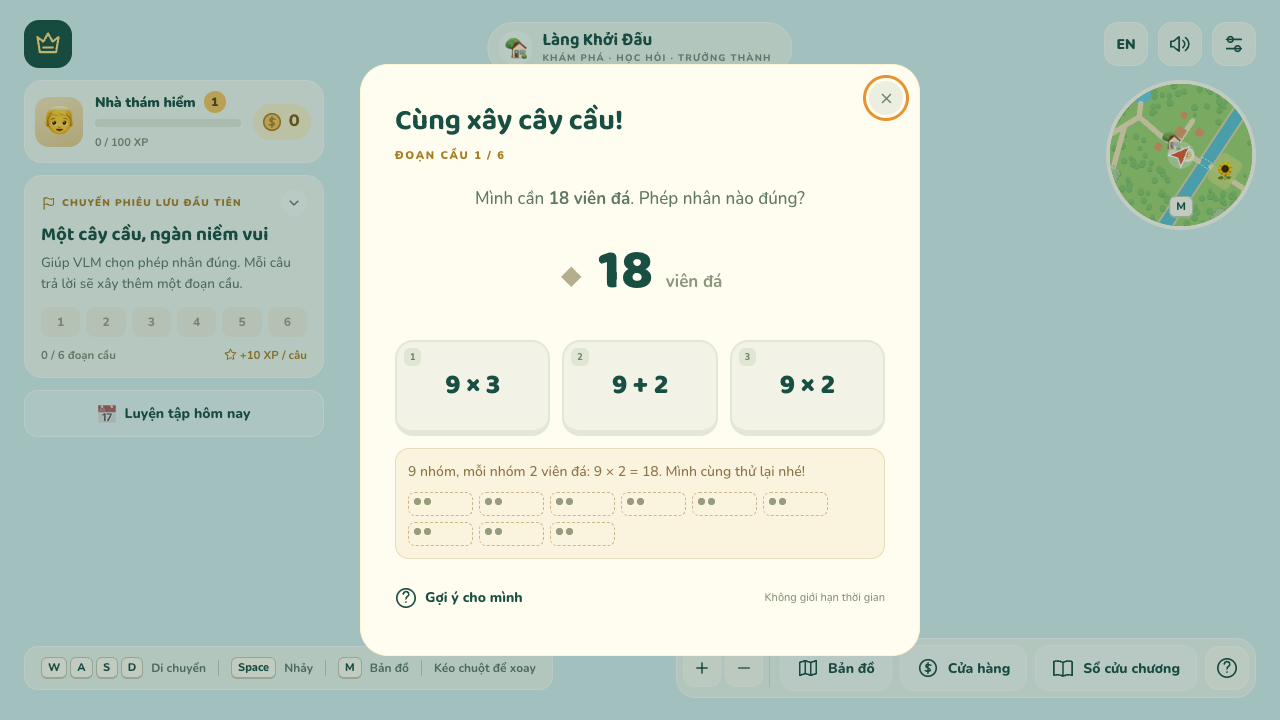 Làng Khởi Đầu
KHÁM PHÁ · HỌC HỎI · TRƯỞNG THÀNH
EN
Nhà thám hiểm 1
0 / 100 XP
0
CHUYẾN PHIÊU LƯU ĐẦU TIÊN
Một cây cầu, ngàn niềm vui
Giúp VLM chọn phép nhân đúng. Mỗi câu
trả lời sẽ xây thêm một đoạn cầu.
1 2 3 4 5 6
0 / 6 đoạn cầu +10 XP / câu
Luyện tập hôm nay
Cùng xây cây cầu!
ĐOẠN CẦU 1 / 6
Mình cần 18 viên đá. Phép nhân nào đúng?
18 viên đá
1 9 × 3
2 9 + 2
3 9 × 2
9 nhóm, mỗi nhóm 2 viên đá: 9 × 2 = 18. Mình cùng thử lại nhé!
Gợi ý cho mình
Không giới hạn thời gian
M
W A S D Di chuyển Space Nhảy M Bản đồ Kéo chuột để xoay
+ − Bản đồ Cửa hàng Sổ cửu chương